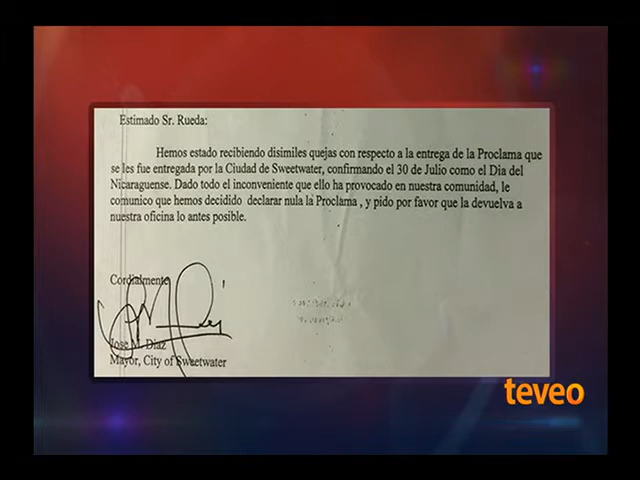 Estimado Sr. Rueda:
Hemos estado recibiendo disimiles quejas con respecto a la entrega de la Proclama que
se les fue entregada por la Ciudad de Sweetwater, confirmando el 30 de Julio como el Dia del
Nicaraguense. Dado todo el inconveniente que ello ha provocado en nuestra comunidad, le
comunico que hemos decidido declarar nula la Proclama , y pido por favor que la devuelva a
nuestra oficina lo antes posible.
Cordialmente
Jose M. Diaz
Mayor, City of Sweetwater
teveo